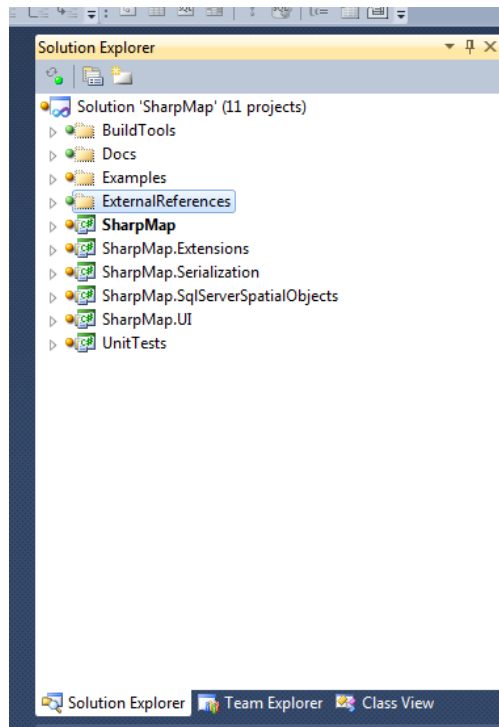 Solution Explorer
Solution 'SharpMap' (11 projects)
BuildTools
Docs
Examples
ExternalReferences
SharpMap
SharpMap.Extensions
SharpMap.Serialization
SharpMap.SqlServerSpatialObjects
SharpMap.UI
UnitTests
Solution Explorer Team Explorer Class View